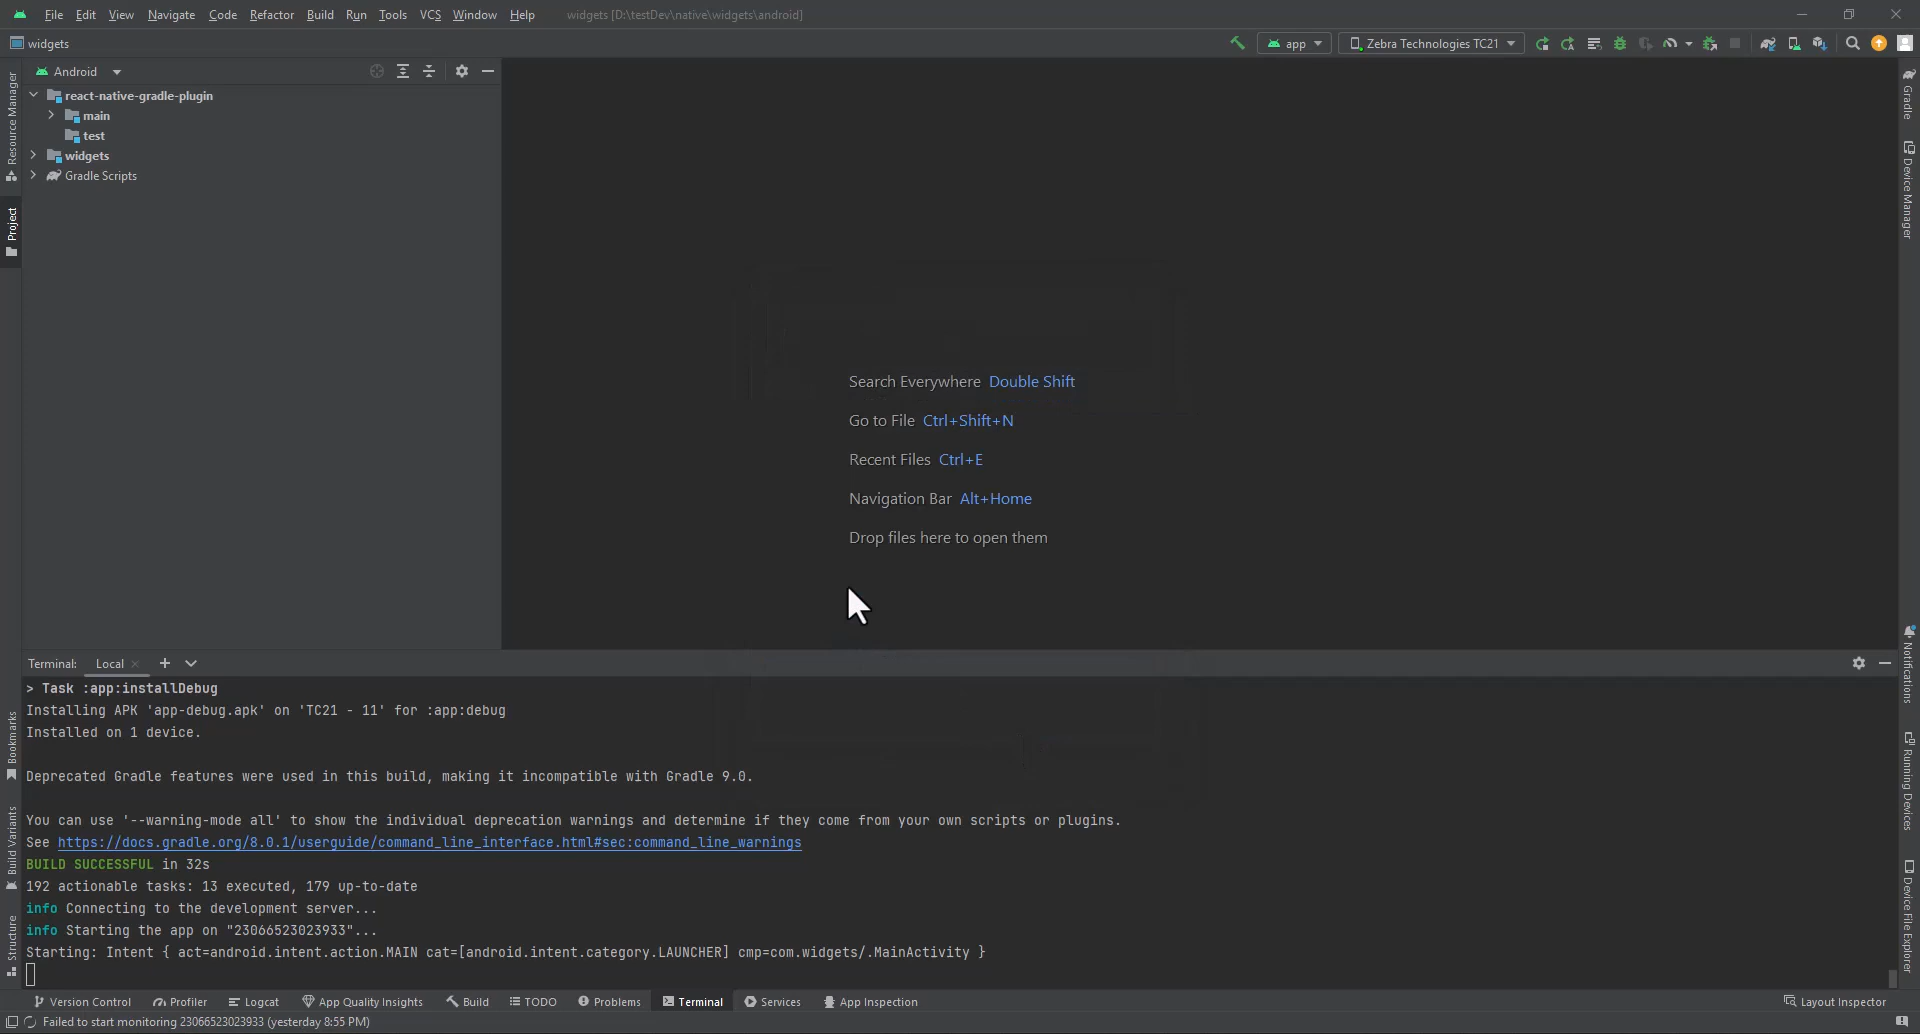 File Edit View Navigate Code Refactor Build Run Tools VCS Window Help widgets [D:\testDev\native\widgets\android]
widgets app Zebra Technologies TC21
Android
react-native-gradle-plugin
main
test
widgets
Gradle Scripts
Resource Manager
Project
Bookmarks
Build Variants
Structure
Search Everywhere Double Shift
Go to File Ctrl+Shift+N
Recent Files Ctrl+E
Navigation Bar Alt+Home
Drop files here to open them
Gradle
Device Manager
Notifications
Running Devices
Device File Explorer
Terminal: Local
> Task :app:installDebug
Installing APK 'app-debug.apk' on 'TC21 - 11' for :app:debug
Installed on 1 device.
Deprecated Gradle features were used in this build, making it incompatible with Gradle 9.0.
You can use '--warning-mode all' to show the individual deprecation warnings and determine if they come from your own scripts or plugins.
See https://docs.gradle.org/8.0.1/userguide/command_line_interface.html#sec:command_line_warnings
BUILD SUCCESSFUL in 32s
192 actionable tasks: 13 executed, 179 up-to-date
info Connecting to the development server...
info Starting the app on "23066523023933"...
Starting: Intent { act=android.intent.action.MAIN cat=[android.intent.category.LAUNCHER] cmp=com.widgets/.MainActivity }
Version Control Profiler Logcat App Quality Insights Build TODO Problems Terminal Services App Inspection Layout Inspector
Failed to start monitoring 23066523023933 (yesterday 8:55 PM)